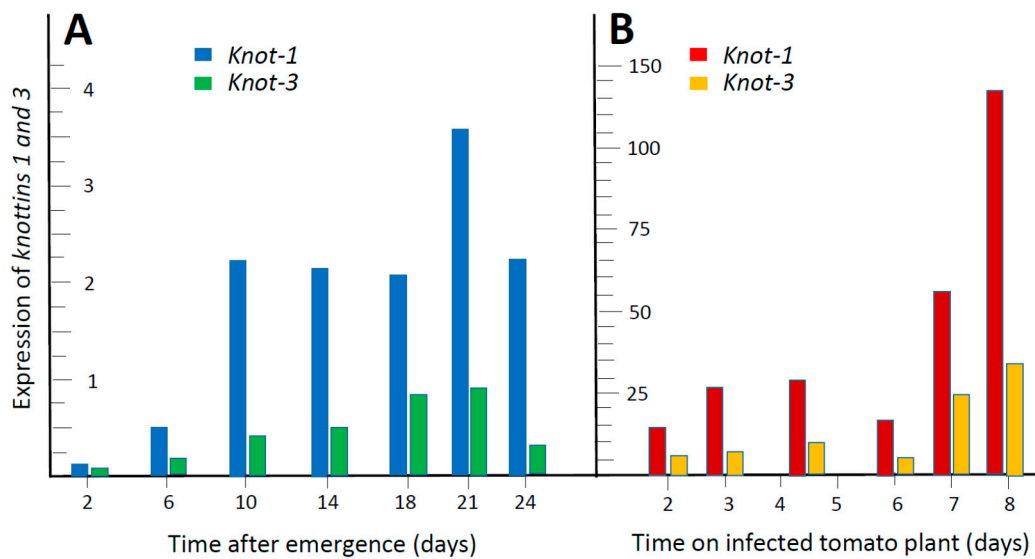 A
Knot-1
Knot-3
Expression of knottins 1 and 3
4
3
2
1
2 6 10 14 18 21 24
Time after emergence (days)
B
Knot-1
Knot-3
150
100
75
50
25
2 3 4 5 6 7 8
Time on infected tomato plant (days)